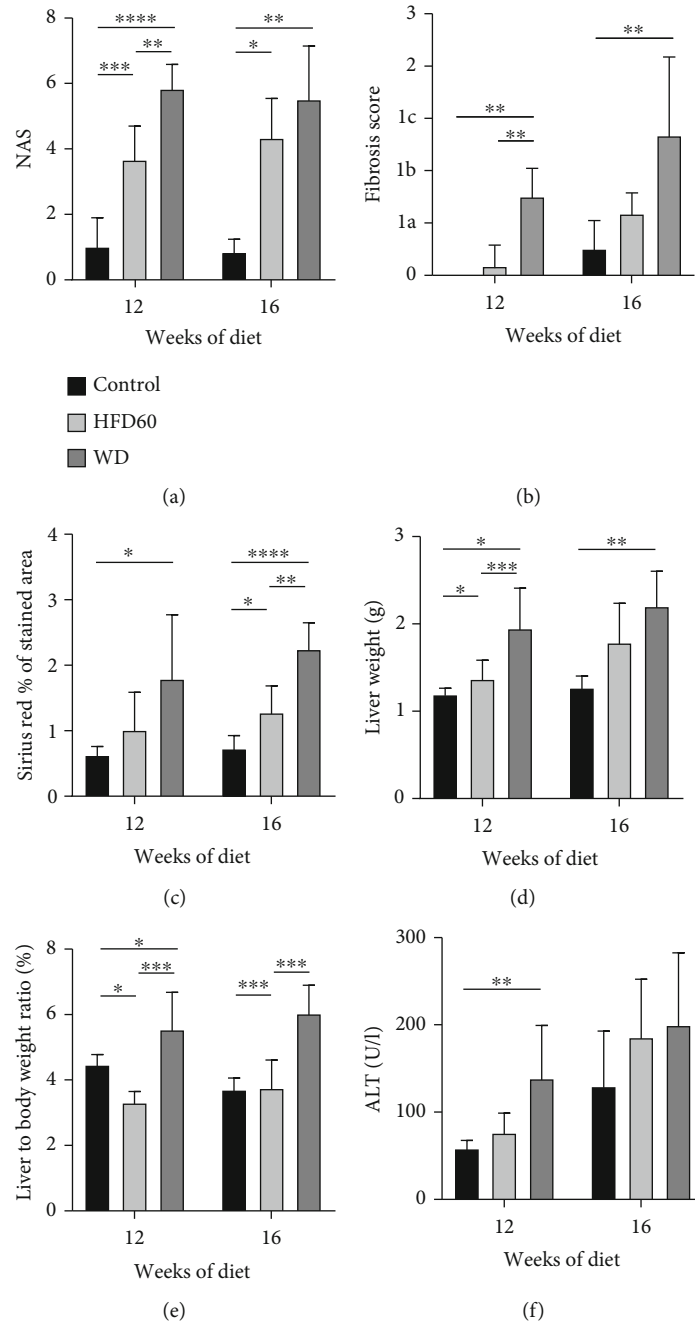 8
6
4
2
0
NAS
****
***
**
**
*
12
16
Weeks of diet
Control
HFD60
WD
(a)
3
2
1c
1b
1a
0
Fibrosis score
**
**
**
12
16
Weeks of diet
(b)
4
3
2
1
0
Sirius red % of stained area
*
****
*
**
12
16
Weeks of diet
(c)
3
2
1
0
Liver weight (g)
*
*
***
**
12
16
Weeks of diet
(d)
8
6
4
2
0
Liver to body weight ratio (%)
*
*
***
***
***
12
16
Weeks of diet
(e)
300
200
100
50
0
ALT (U/l)
**
12
16
Weeks of diet
(f)